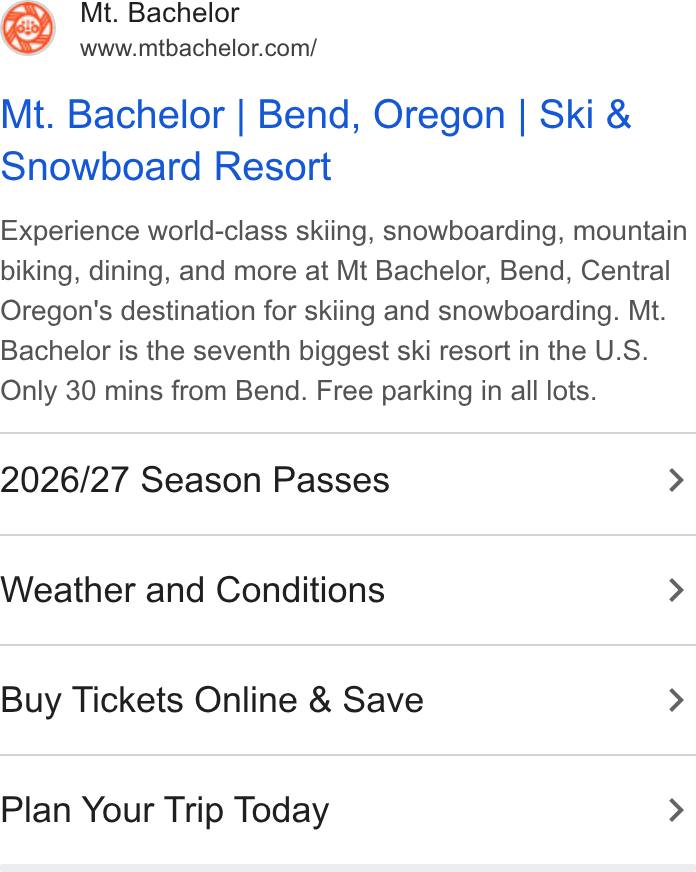 Mt. Bachelor
www.mtbachelor.com/
Mt. Bachelor | Bend, Oregon | Ski &
Snowboard Resort
Experience world-class skiing, snowboarding, mountain
biking, dining, and more at Mt Bachelor, Bend, Central
Oregon's destination for skiing and snowboarding. Mt.
Bachelor is the seventh biggest ski resort in the U.S.
Only 30 mins from Bend. Free parking in all lots.
2026/27 Season Passes
Weather and Conditions
Buy Tickets Online & Save
Plan Your Trip Today